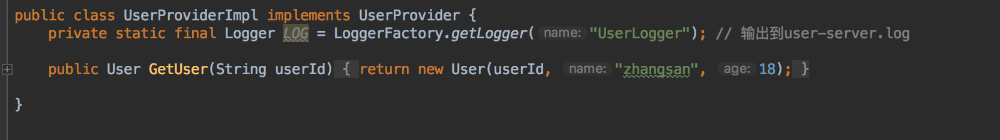 public class UserProviderImpl implements UserProvider {
private static final Logger LOG = LoggerFactory.getLogger( name: "UserLogger"); // 输出到user-server.log
public User GetUser(String userId) { return new User(userId, name: "zhangsan", age: 18); }
}